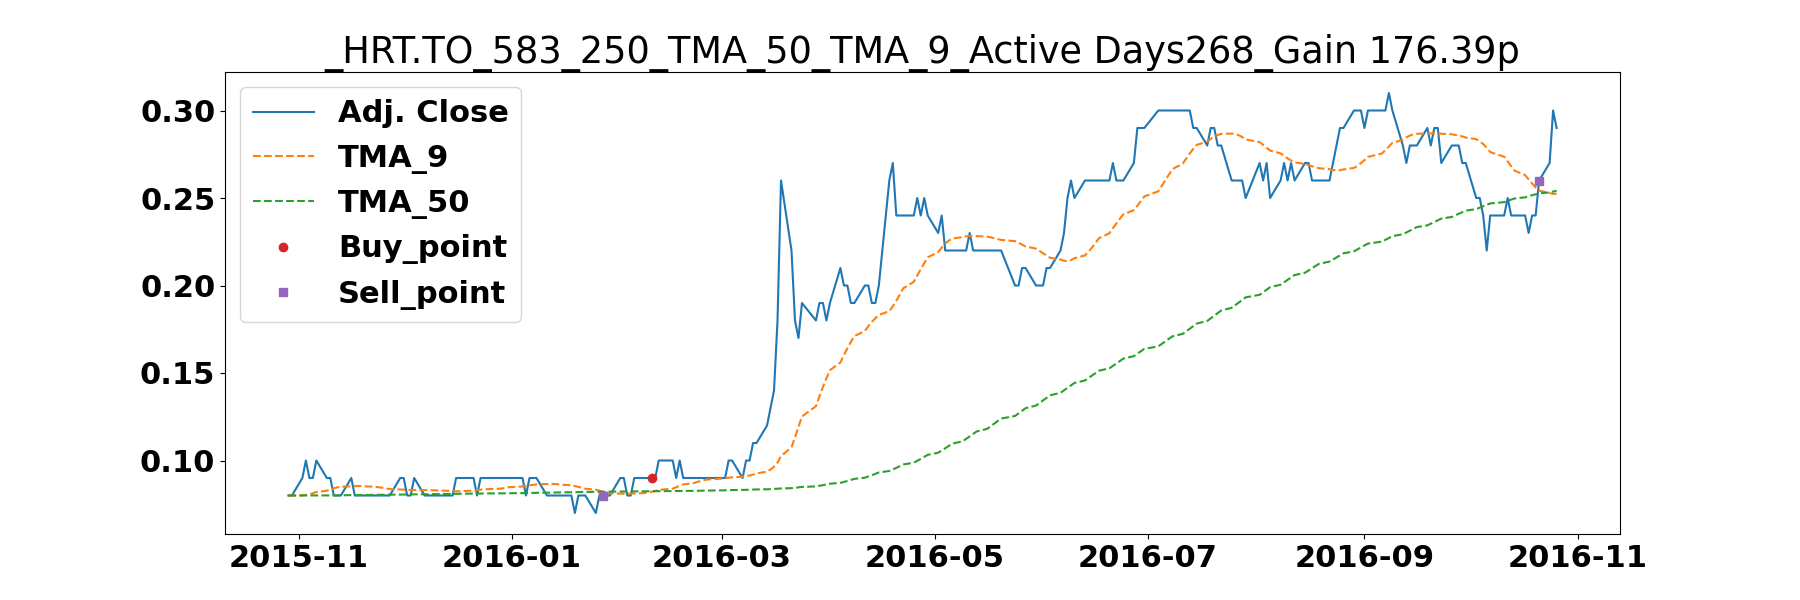 _HRT.TO_583_250_TMA_50_TMA_9_Active Days268_Gain 176.39p
Adj. Close
TMA_9
TMA_50
Buy_point
Sell_point
0.30
0.25
0.20
0.15
0.10
2015-11 2016-01 2016-03 2016-05 2016-07 2016-09 2016-11